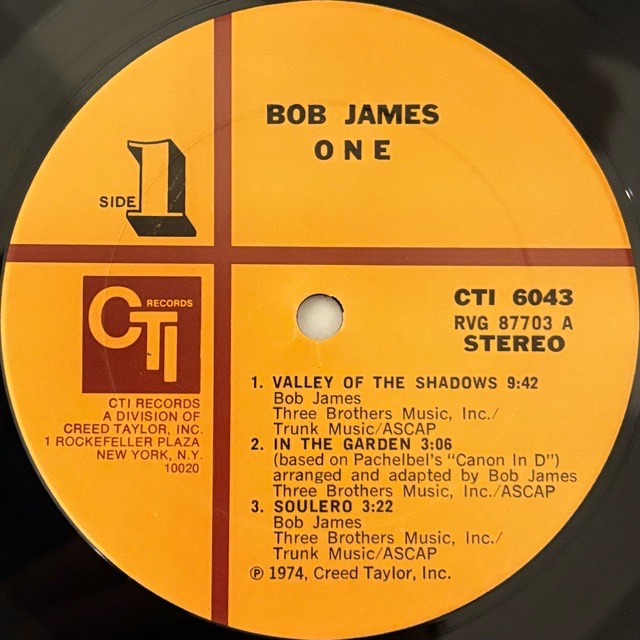 BOB JAMES
ONE
SIDE 1
CTI RECORDS
CTI 6043
RVG 87703 A
STEREO
CTI RECORDS
A DIVISION OF
CREED TAYLOR, INC.
1 ROCKEFELLER PLAZA
NEW YORK, N.Y.
10020
1. VALLEY OF THE SHADOWS 9:42
Bob James
Three Brothers Music, Inc./
Trunk Music/ASCAP
2. IN THE GARDEN 3:06
(based on Pachelbel's "Canon In D")
arranged and adapted by Bob James
Three Brothers Music, Inc./ASCAP
3. SOULERO 3:22
Bob James
Three Brothers Music, Inc./
Trunk Music/ASCAP
℗ 1974, Creed Taylor, Inc.